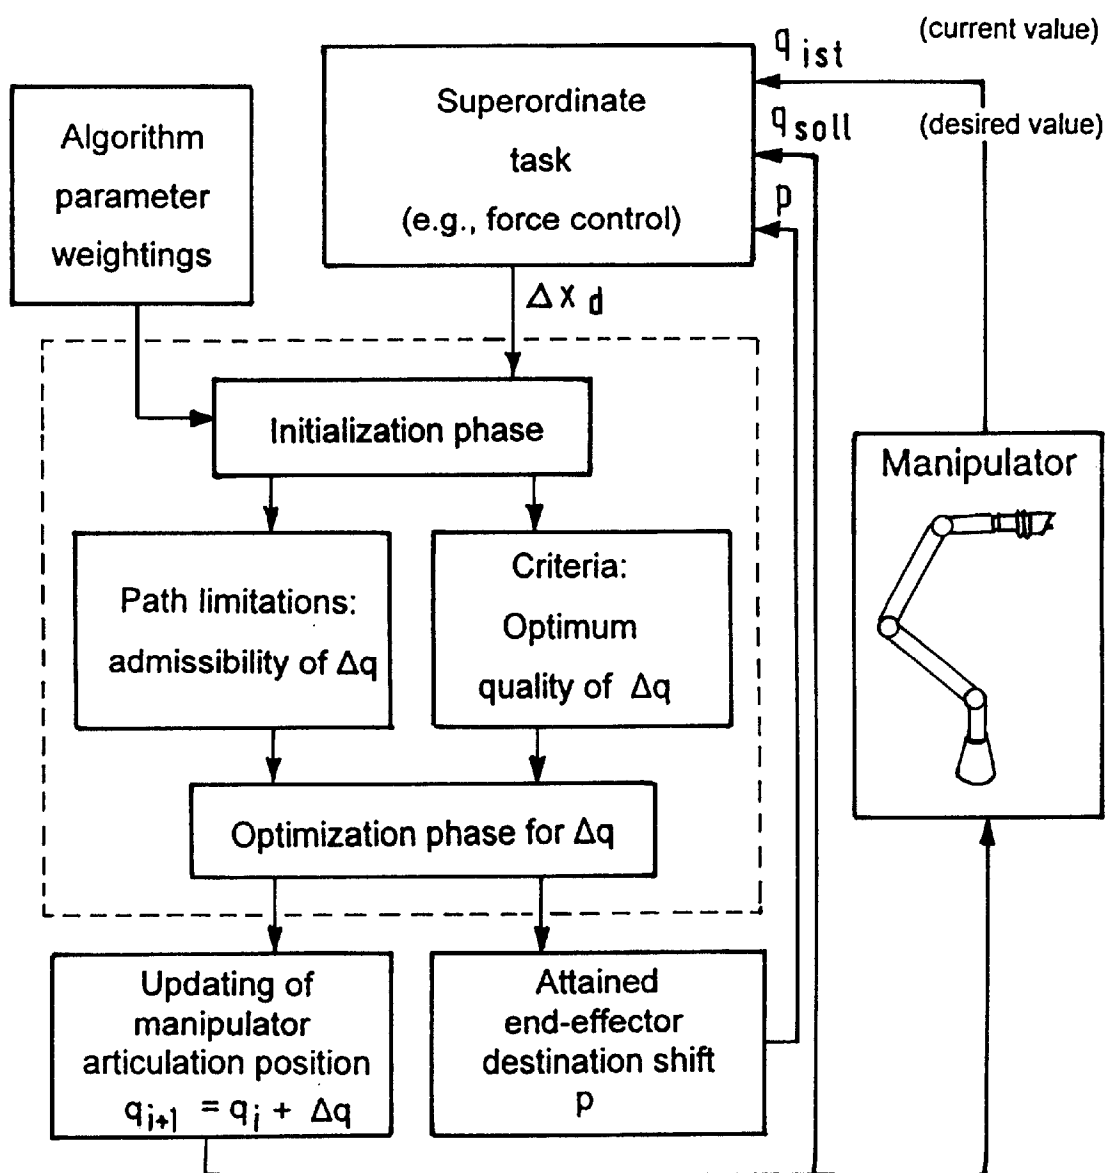 (current value)
q ist
Superordinate
task
(e.g., force control)
q soll
(desired value)
p
Algorithm
parameter
weightings
Δ x d
Initialization phase
Manipulator
Path limitations:
admissibility of Δq
Criteria:
Optimum
quality of Δq
Optimization phase for Δq
Updating of
manipulator
articulation position
q i+1 = q i + Δq
Attained
end-effector
destination shift
p